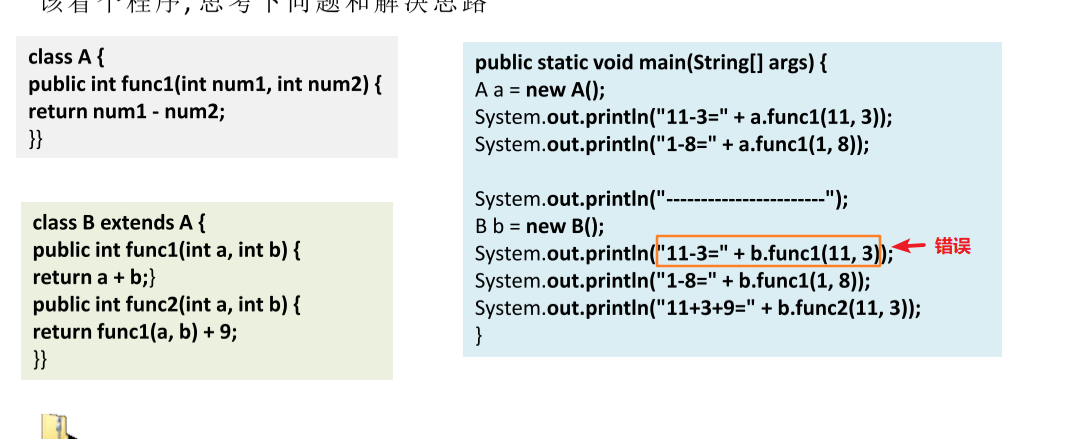 该看个程序, 思考下问题和解决思路
class A {
public int func1(int num1, int num2) {
return num1 - num2;
}}
class B extends A {
public int func1(int a, int b) {
return a + b;}
public int func2(int a, int b) {
return func1(a, b) + 9;
}}
public static void main(String[] args) {
A a = new A();
System.out.println("11-3=" + a.func1(11, 3));
System.out.println("1-8=" + a.func1(1, 8));
System.out.println("-----------------------");
B b = new B();
System.out.println("11-3=" + b.func1(11, 3));
错误
System.out.println("1-8=" + b.func1(1, 8));
System.out.println("11+3+9=" + b.func2(11, 3));
}